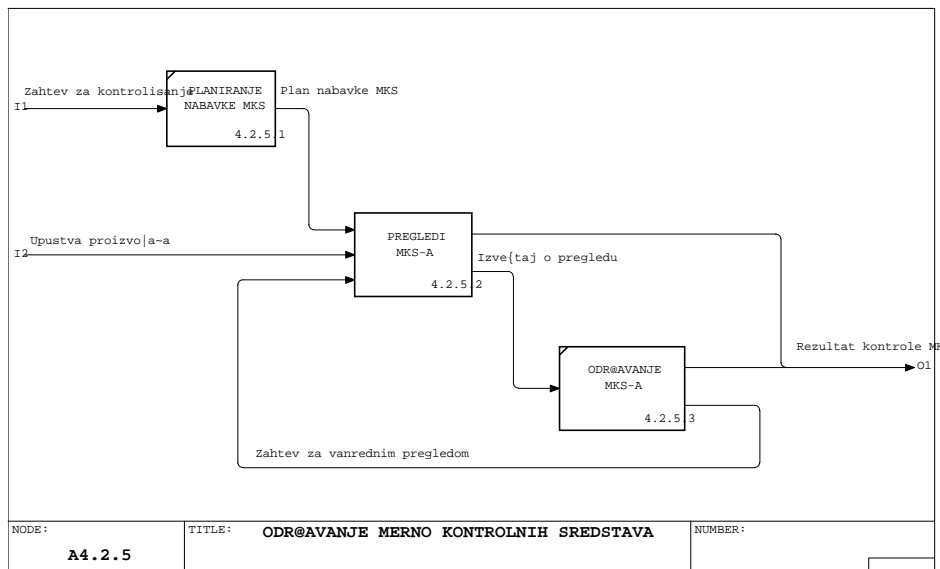 Zahtev za kontrolisanje
I1
PLANIRANJE
NABAVKE MKS
4.2.5.1
Plan nabavke MKS
Upustva proizvo|a~a
I2
PREGLEDI
MKS-A
4.2.5.2
Izve{taj o pregledu
ODR@AVANJE
MKS-A
4.2.5.3
Rezultat kontrole MK
O1
Zahtev za vanrednim pregledom
NODE:
A4.2.5
TITLE:
ODR@AVANJE MERNO KONTROLNIH SREDSTAVA
NUMBER: